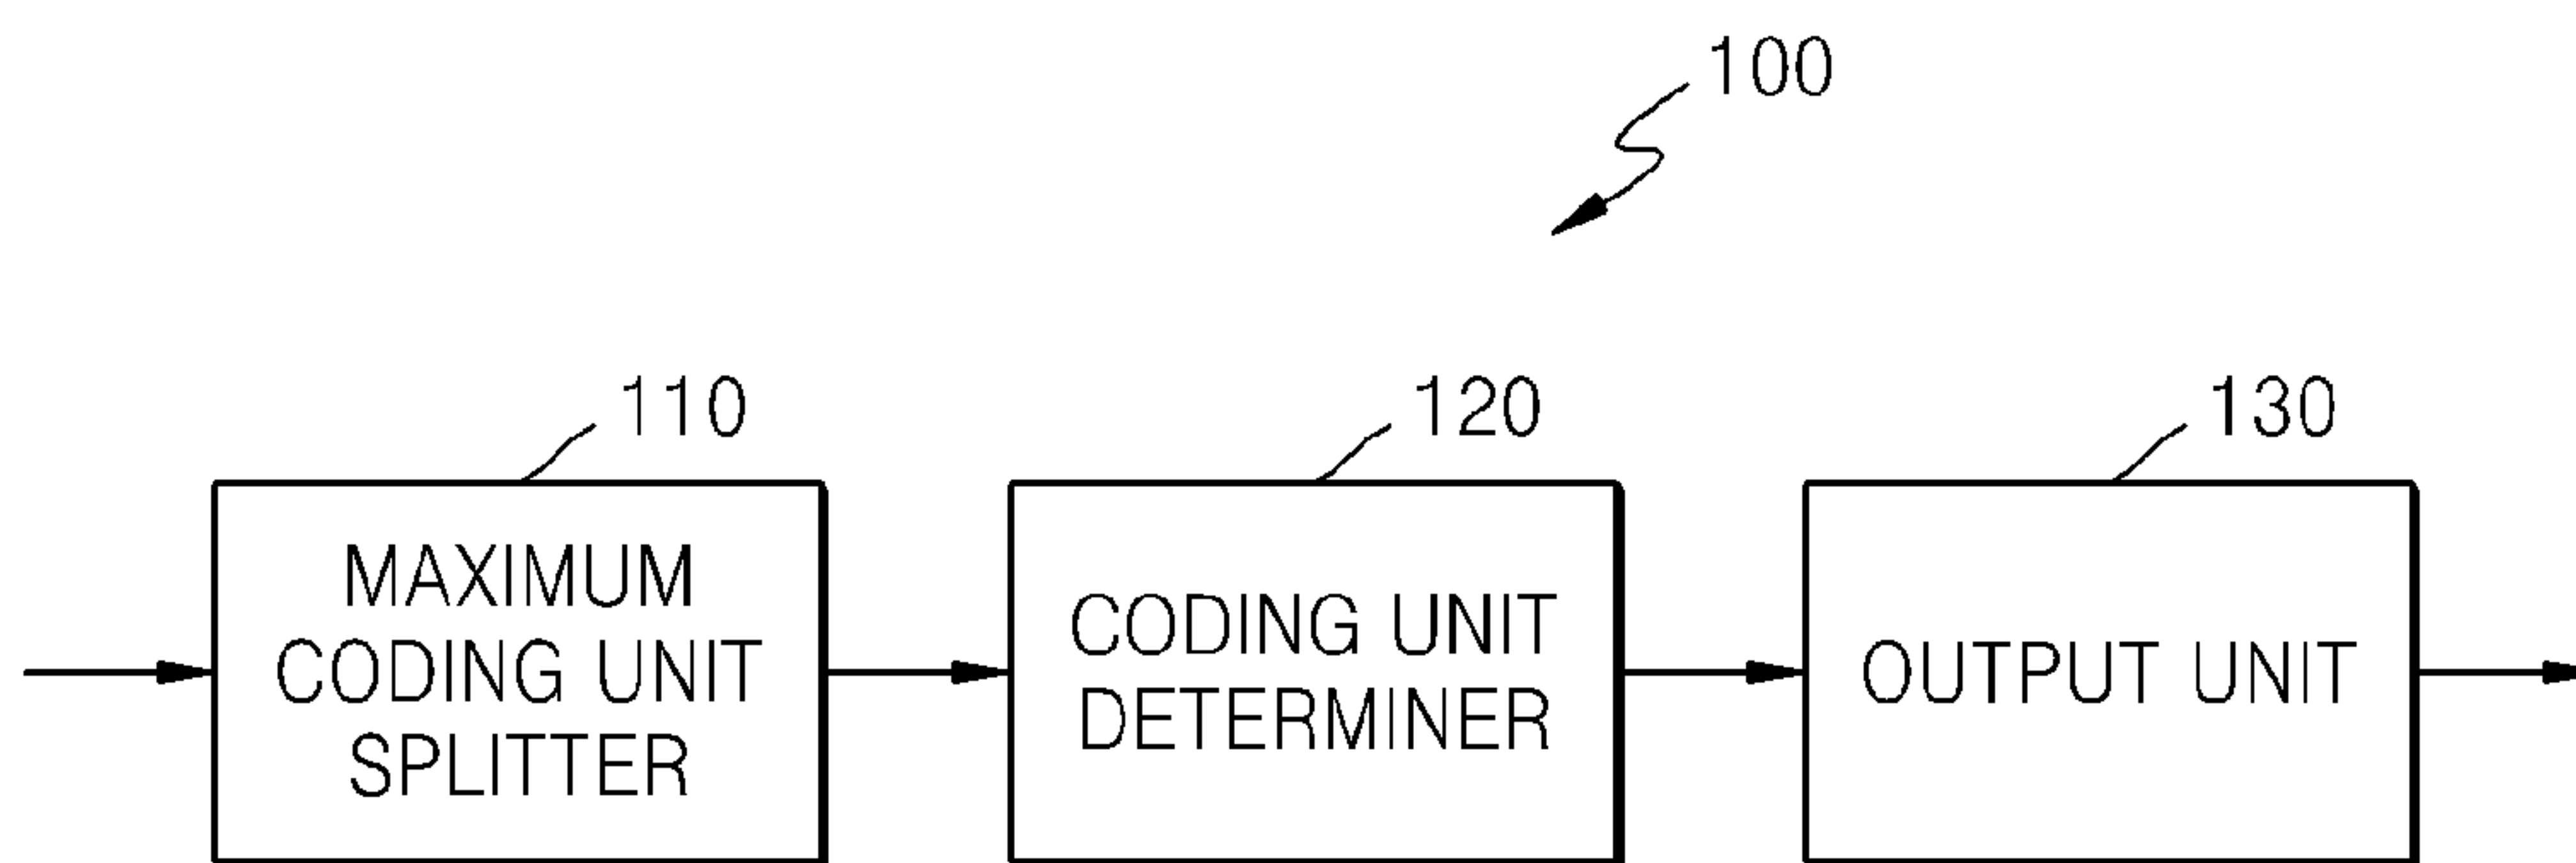 100
110
120
130
MAXIMUM
CODING UNIT
SPLITTER
CODING UNIT
DETERMINER
OUTPUT UNIT